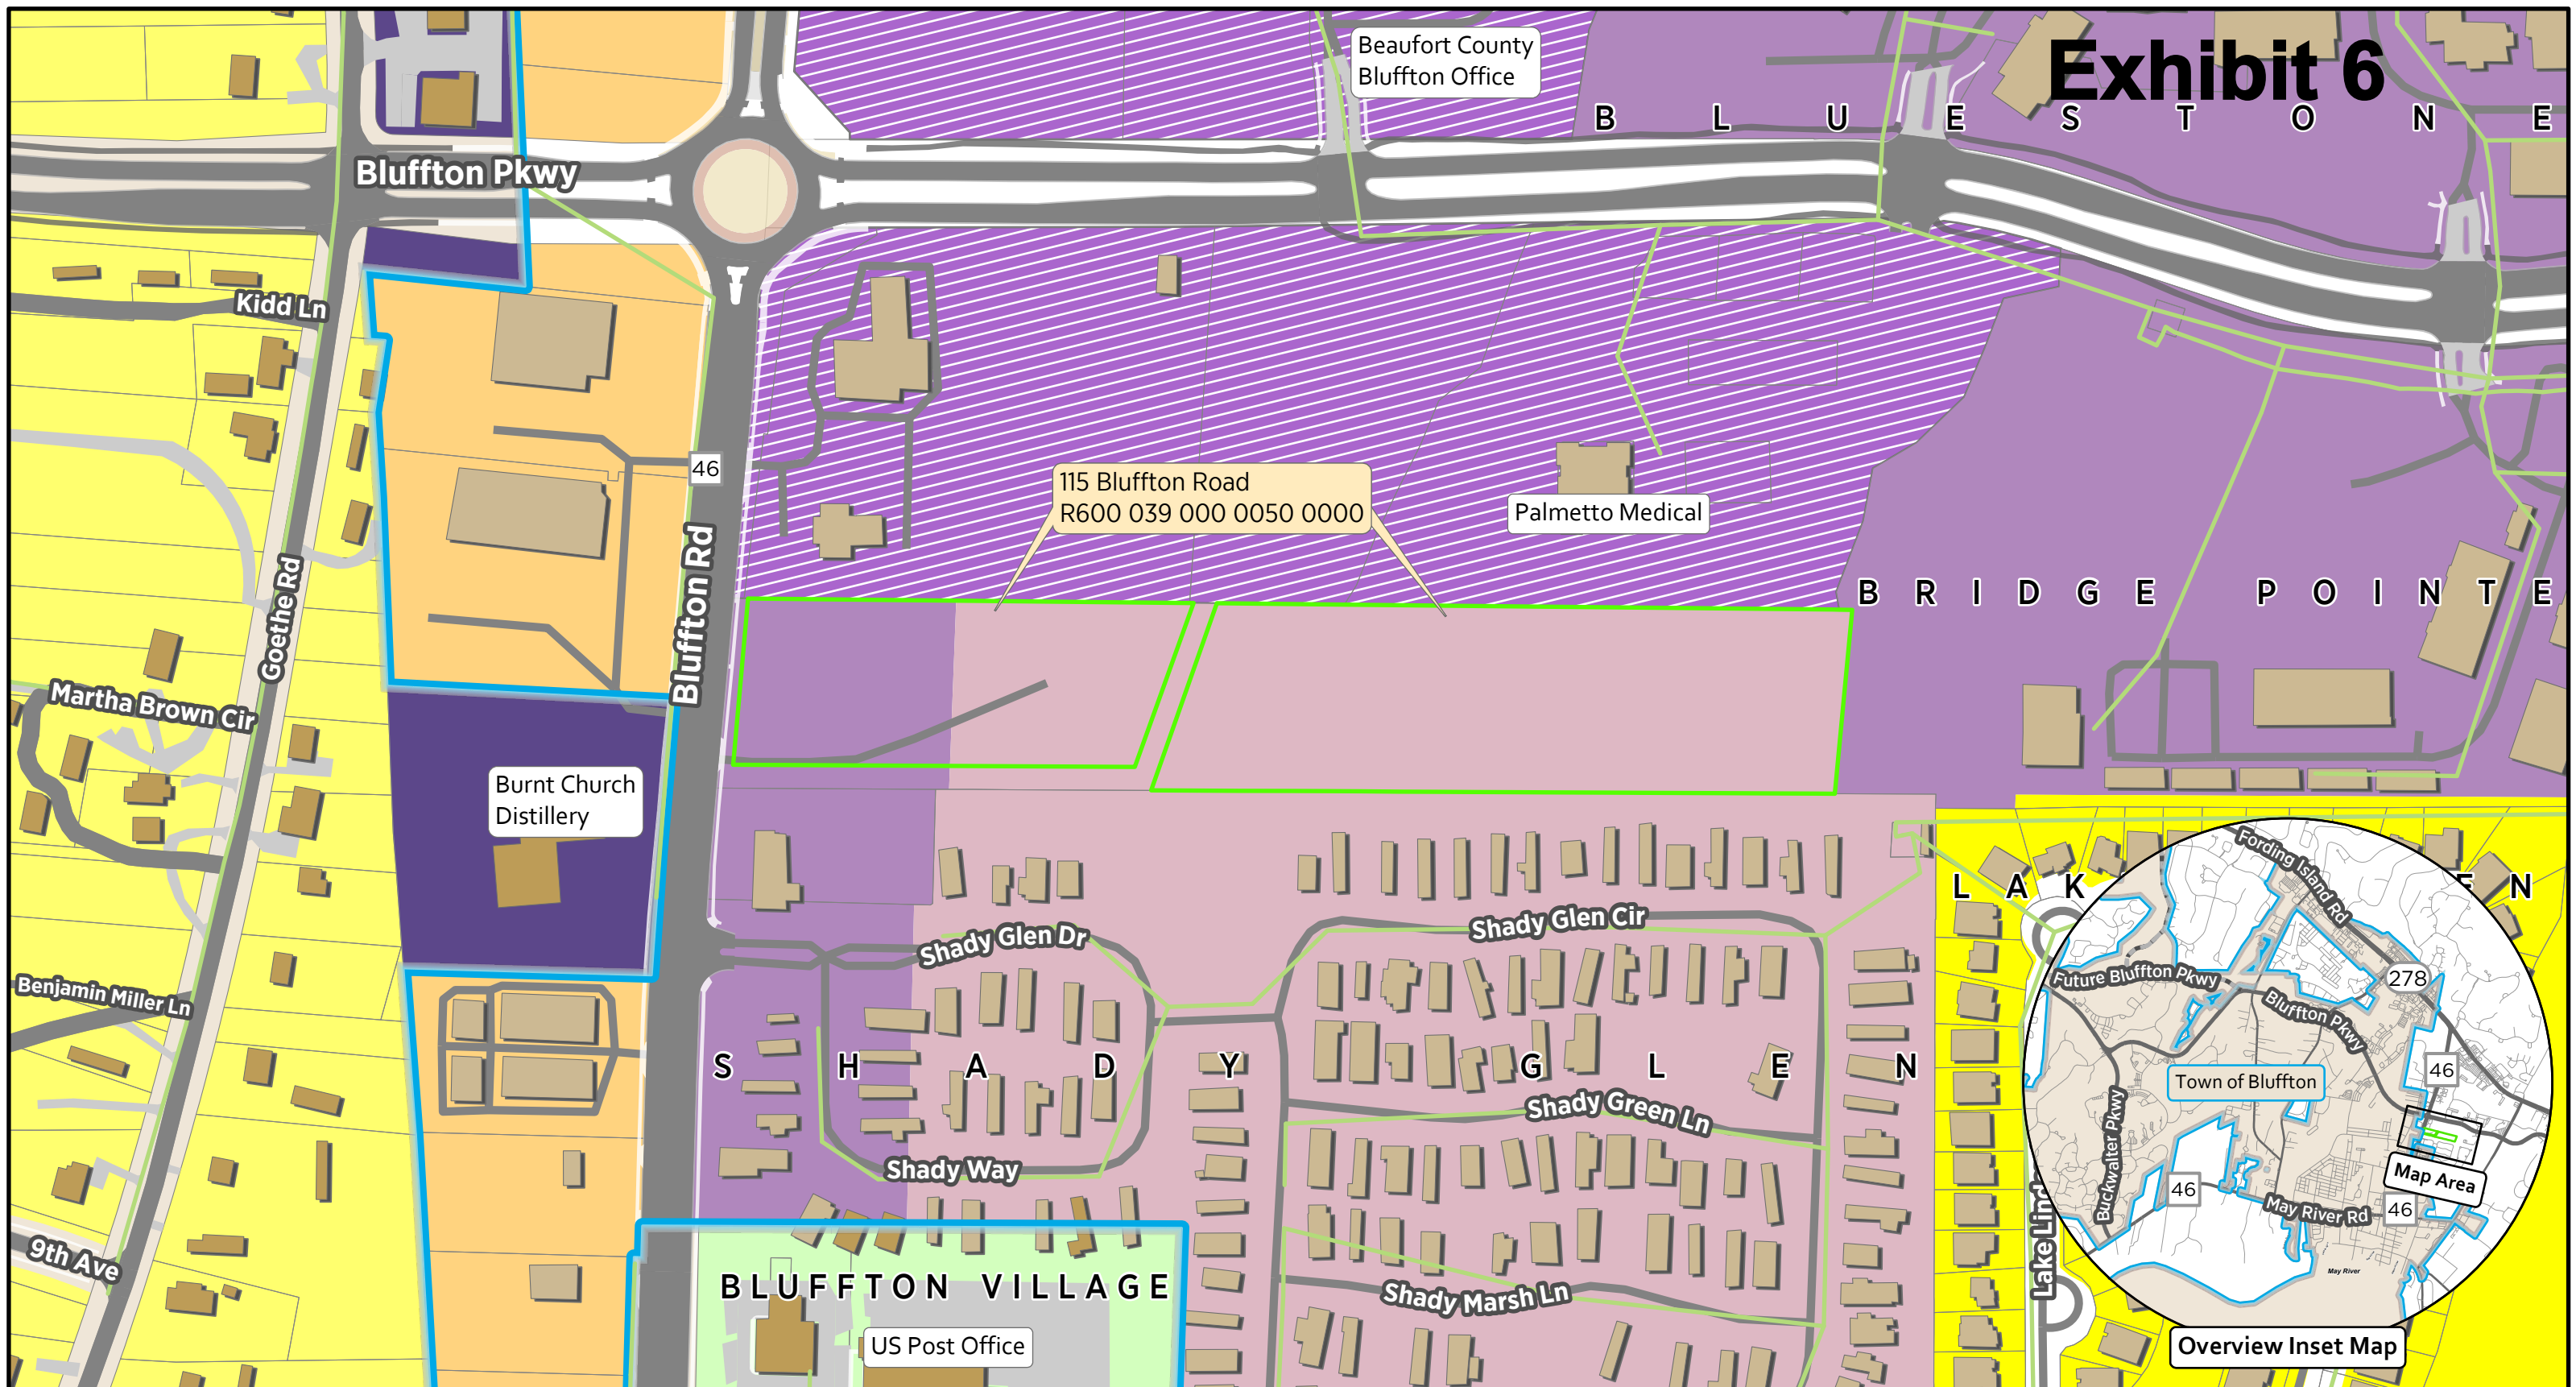 Exhibit 6
Beaufort County
Bluffton Office
B L U E S T O N E
Bluffton Pkwy
Kidd Ln
46
115 Bluffton Road
R600 039 000 0050 0000
Palmetto Medical
Bluffton Rd
Goethe Rd
B R I D G E P O I N T E
Martha Brown Cir
Burnt Church
Distillery
Shady Glen Dr
Shady Glen Cir
L A K
E N
Benjamin Miller Ln
S H A D Y G L E N
Shady Green Ln
Shady Way
9th Ave
BLUFFTON VILLAGE
Shady Marsh Ln
US Post Office
Fording Island Rd
278
Future Bluffton Pkwy
Bluffton Pkwy
46
Town of Bluffton
Buckwalter Pkwy
Map Area
46
May River Rd
46
May River
Overview Inset Map